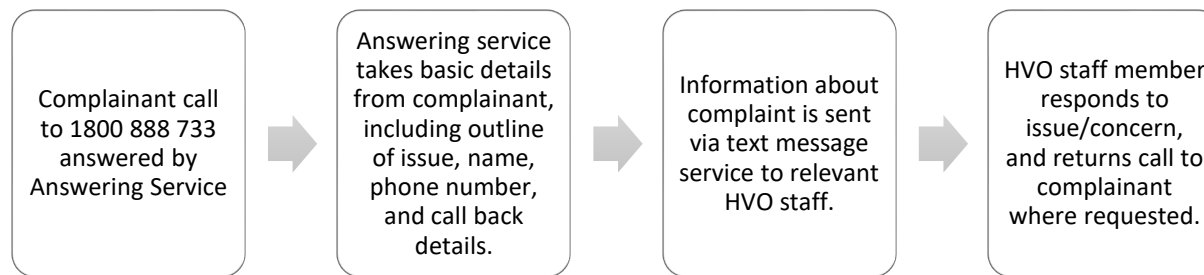 Complainant call
to 1800 888 733
answered by
Answering Service
Answering service
takes basic details
from complainant,
including outline
of issue, name,
phone number,
and call back
details.
Information about
complaint is sent
via text message
service to relevant
HVO staff.
HVO staff member
responds to
issue/concern,
and returns call to
complainant
where requested.